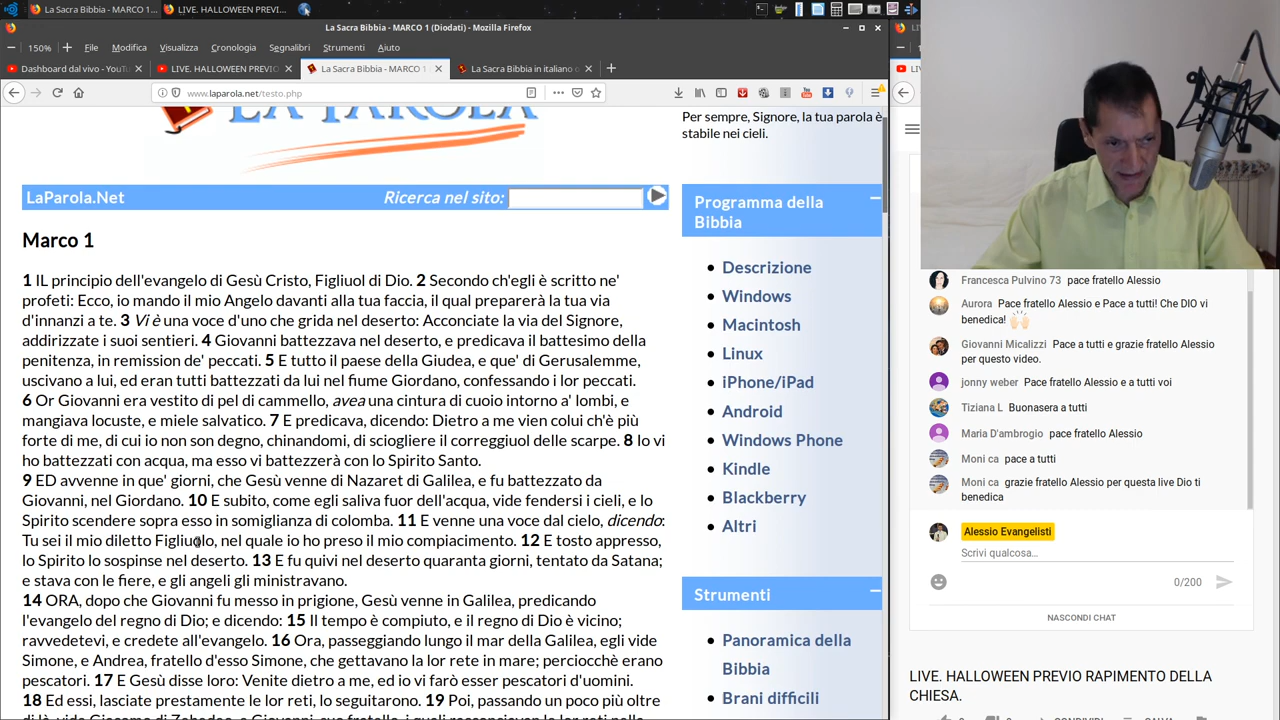 La Sacra Bibbia - MARCO 1...
LIVE. HALLOWEEN PREVI...
La Sacra Bibbia - MARCO 1 (Diodati) - Mozilla Firefox
150%
File
Modifica
Visualizza
Cronologia
Segnalibri
Strumenti
Aiuto
Dashboard dal vivo - YouTu
LIVE. HALLOWEEN PREVIO
La Sacra Bibbia - MARCO 1 (
La Sacra Bibbia in italiano
www.laparola.net/testo.php
LA PAROLA
Per sempre, Signore, la tua parola è
stabile nei cieli.
LaParola.Net
Ricerca nel sito:
Marco 1
1 IL principio dell'evangelo di Gesù Cristo, Figliuol di Dio. 2 Secondo ch'egli è scritto ne'
profeti: Ecco, io mando il mio Angelo davanti alla tua faccia, il qual preparerà la tua via
d'innanzi a te. 3 Vi è una voce d'uno che grida nel deserto: Acconciate la via del Signore,
addirizzate i suoi sentieri. 4 Giovanni battezzava nel deserto, e predicava il battesimo della
penitenza, in remission de' peccati. 5 E tutto il paese della Giudea, e que' di Gerusalemme,
uscivano a lui, ed eran tutti battezzati da lui nel fiume Giordano, confessando i lor peccati.
6 Or Giovanni era vestito di pel di cammello, avea una cintura di cuoio intorno a' lombi, e
mangiava locuste, e miele salvatico. 7 E predicava, dicendo: Dietro a me vien colui ch'è più
forte di me, di cui io non son degno, chinandomi, di sciogliere il correggiuol delle scarpe. 8 Io vi
ho battezzati con acqua, ma esso vi battezzerà con lo Spirito Santo.
9 ED avvenne in que' giorni, che Gesù venne di Nazaret di Galilea, e fu battezzato da
Giovanni, nel Giordano. 10 E subito, come egli saliva fuor dell'acqua, vide fendersi i cieli, e lo
Spirito scendere sopra esso in somiglianza di colomba. 11 E venne una voce dal cielo, dicendo:
Tu sei il mio diletto Figliuolo, nel quale ho preso il mio compiacimento. 12 E tosto appresso,
lo Spirito lo sospinse nel deserto. 13 E fu quivi nel deserto quaranta giorni, tentato da Satana;
e stava con le fiere, e gli angeli gli ministravano.
14 ORA, dopo che Giovanni fu messo in prigione, Gesù venne in Galilea, predicando
l'evangelo del regno di Dio; e dicendo: 15 Il tempo è compiuto, e il regno di Dio è vicino;
ravvedetevi, e credete all'evangelo. 16 Ora, passeggiando lungo il mar della Galilea, egli vide
Simone, e Andrea, fratello d'esso Simone, che gettavano la lor rete in mare; perciocchè erano
pescatori. 17 E Gesù disse loro: Venite dietro a me, ed io vi farò esser pescatori d'uomini.
18 Ed essi, lasciate prestamente le lor reti, lo seguitarono. 19 Poi, passando un poco più oltre
Programma della
Bibbia
Descrizione
Windows
Macintosh
Linux
iPhone/iPad
Android
Windows Phone
Kindle
Blackberry
Altri
Strumenti
Panoramica della
Bibbia
Brani difficili
Francesca Pulvino 73 pace fratello Alessio
Aurora Pace fratello Alessio e Pace a tutti! Che DIO vi
benedica!
Giovanni Micalizzi Pace a tutti e grazie fratello Alessio
per questo video.
jonny weber Pace fratello Alessio e a tutti voi
Tiziana L Buonasera a tutti
Maria D'ambrogio pace fratello Alessio
Moni ca pace a tutti
Moni ca grazie fratello Alessio per questa live Dio ti
benedica
Alessio Evangelisti
Scrivi qualcosa...
0/200
NASCONDI CHAT
LIVE. HALLOWEEN PREVIO RAPIMENTO DELLA
CHIESA.